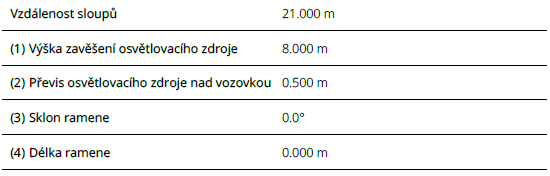 Vzdálenost sloupů 21.000 m
(1) Výška zavěšení osvětlovacího zdroje 8.000 m
(2) Převis osvětlovacího zdroje nad vozovkou 0.500 m
(3) Sklon ramene 0.0°
(4) Délka ramene 0.000 m